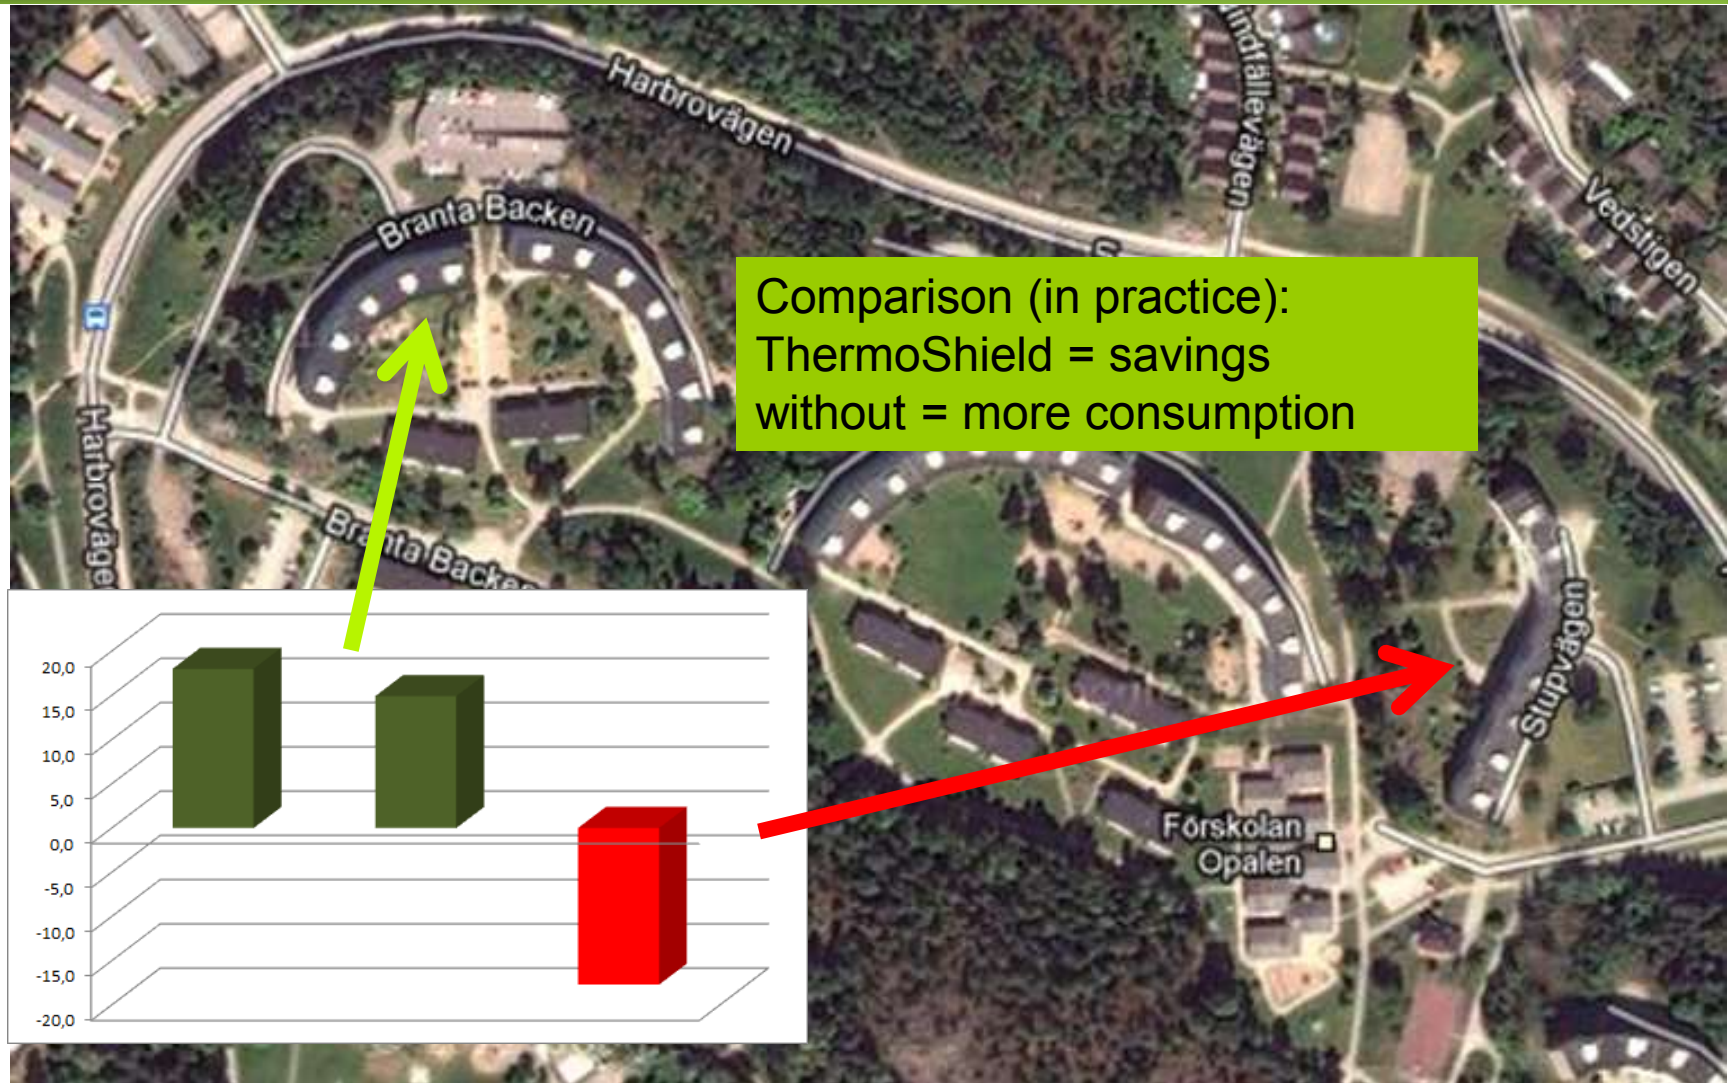 Harbrovägen
Vedstigen
Branta Backen
Comparison (in practice):
ThermoShield = savings
without = more consumption
Branta Backen
Stupvägen
Förskolan
Opalen
20,0
15,0
10,0
5,0
0,0
-5,0
-10,0
-15,0
-20,0